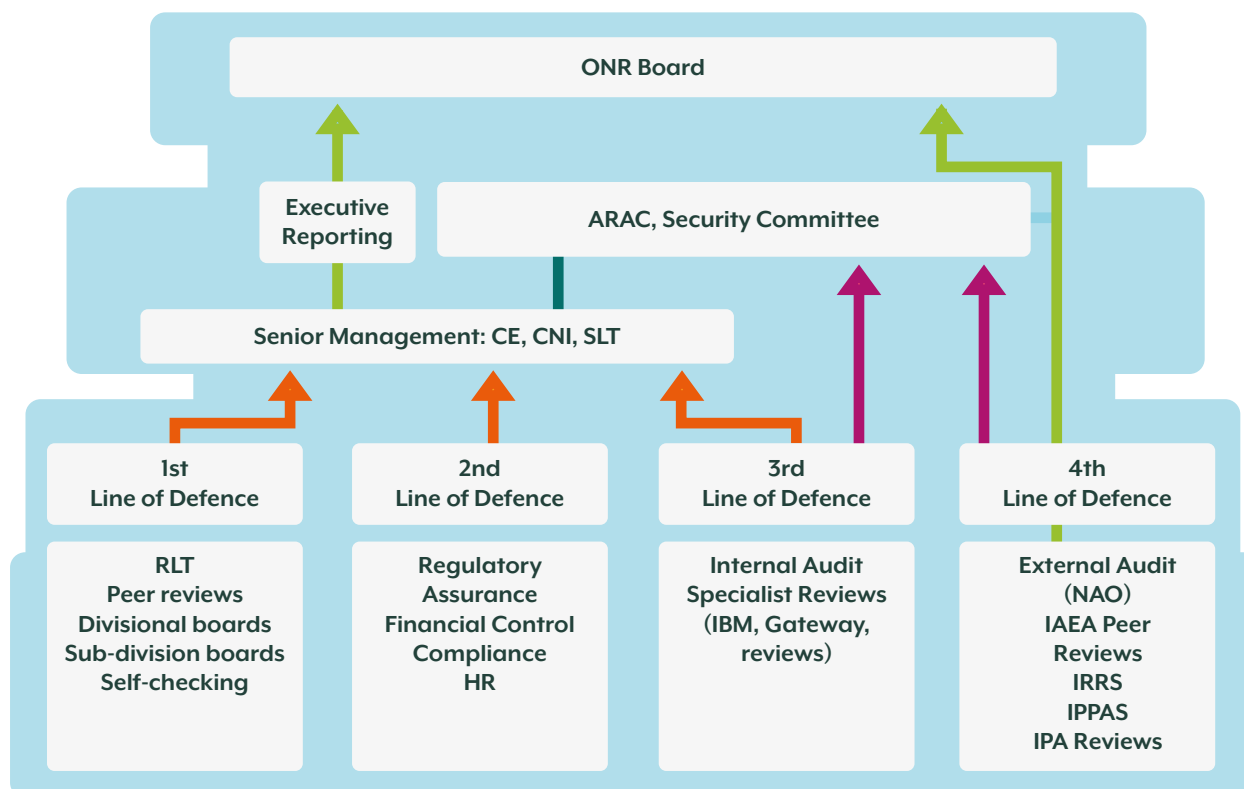 ONR Board
Executive
Reporting
ARAC, Security Committee
Senior Management: CE, CNI, SLT
1st
Line of Defence
2nd
Line of Defence
3rd
Line of Defence
4th
Line of Defence
RLT
Peer reviews
Divisional boards
Sub-division boards
Self-checking
Regulatory
Assurance
Financial Control
Compliance
HR
Internal Audit
Specialist Reviews
(IBM, Gateway,
reviews)
External Audit
(NAO)
IAEA Peer
Reviews
IRRS
IPPAS
IPA Reviews